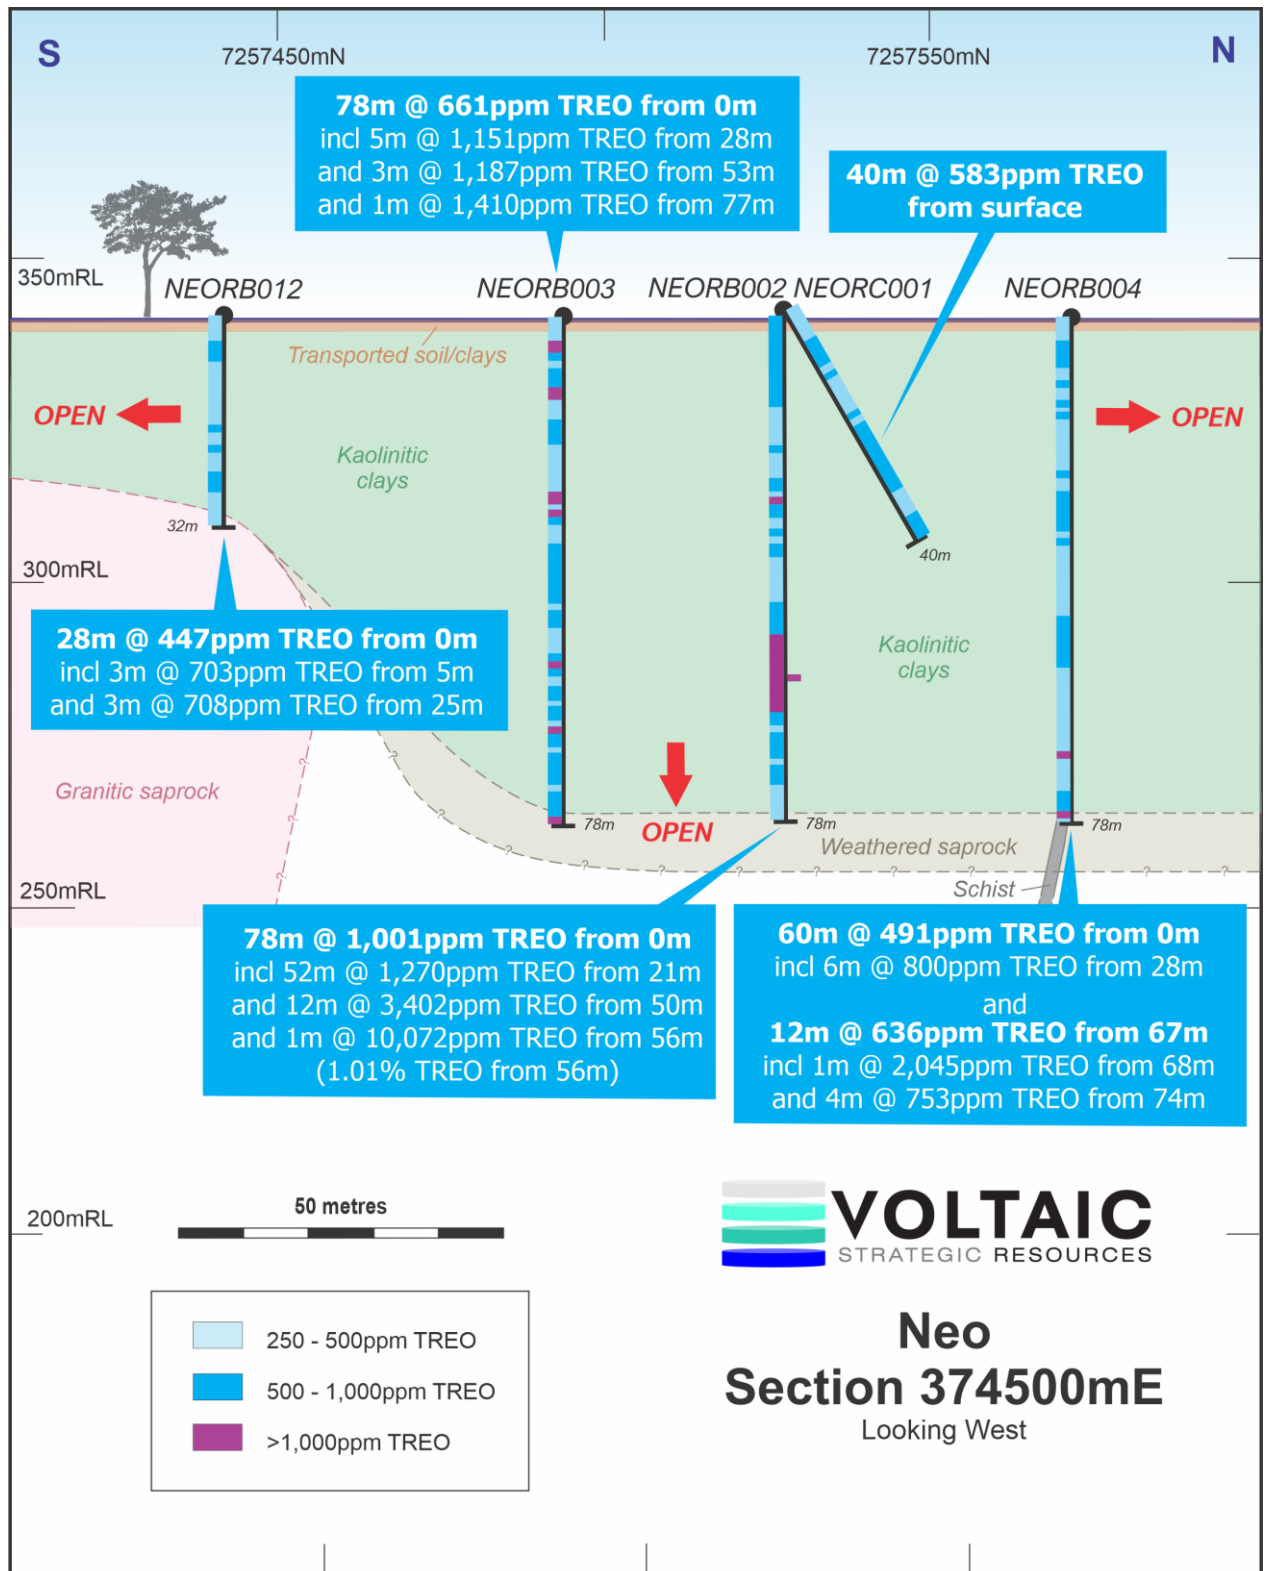 S
7257450mN
7257550mN
N
78m @ 661ppm TREO from 0m
incl 5m @ 1,151ppm TREO from 28m
and 3m @ 1,187ppm TREO from 53m
and 1m @ 1,410ppm TREO from 77m
40m @ 583ppm TREO
from surface
350mRL
NEORB012
NEORB003
NEORB002
NEORC001
NEORB004
Transported soil/clays
OPEN
OPEN
Kaolinitic
clays
32m
40m
300mRL
28m @ 447ppm TREO from 0m
incl 3m @ 703ppm TREO from 5m
and 3m @ 708ppm TREO from 25m
Kaolinitic
clays
Granitic saprock
?
?
?
?
?
?
?
?
?
?
?
?
78m
OPEN
78m
78m
Weathered saprock
Schist
250mRL
78m @ 1,001ppm TREO from 0m
incl 52m @ 1,270ppm TREO from 21m
and 12m @ 3,402ppm TREO from 50m
and 1m @ 10,072ppm TREO from 56m
(1.01% TREO from 56m)
60m @ 491ppm TREO from 0m
incl 6m @ 800ppm TREO from 28m
and
12m @ 636ppm TREO from 67m
incl 1m @ 2,045ppm TREO from 68m
and 4m @ 753ppm TREO from 74m
200mRL
50 metres
VOLTAIC
STRATEGIC RESOURCES
250 - 500ppm TREO
500 - 1,000ppm TREO
>1,000ppm TREO
Neo
Section 374500mE
Looking West